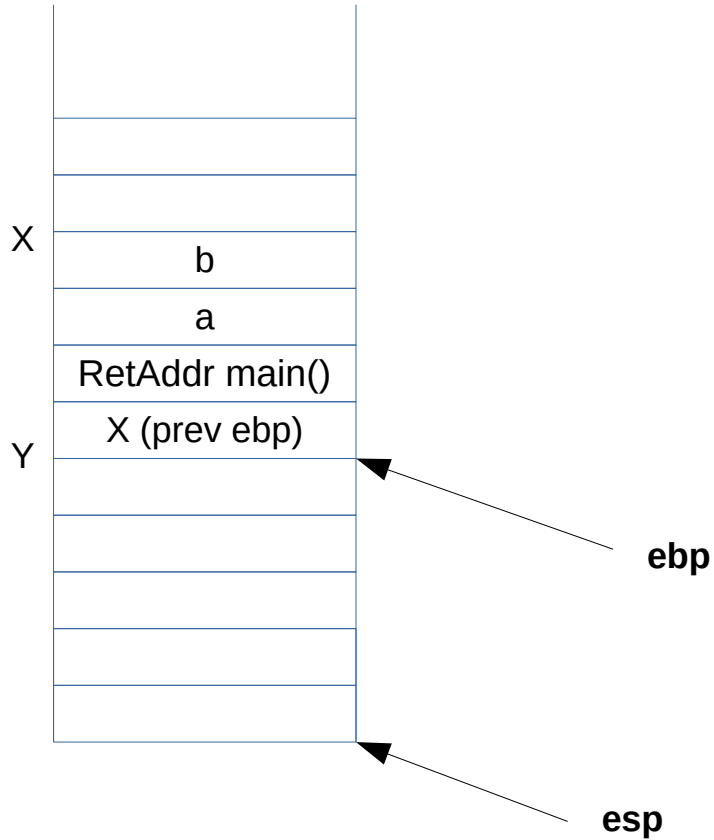 X
b
a
RetAddr main()
X (prev ebp)
Y
ebp
esp